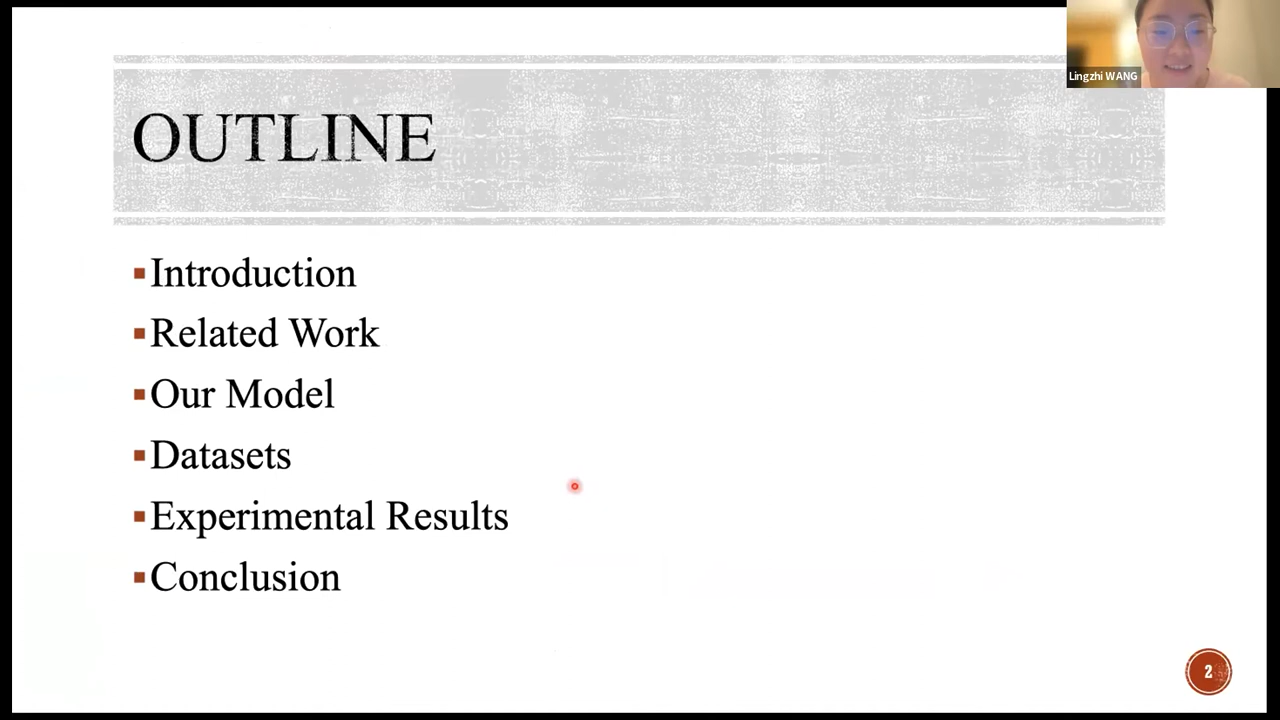 Lingzhi WANG
OUTLINE
Introduction
Related Work
Our Model
Datasets
Experimental Results
Conclusion
2